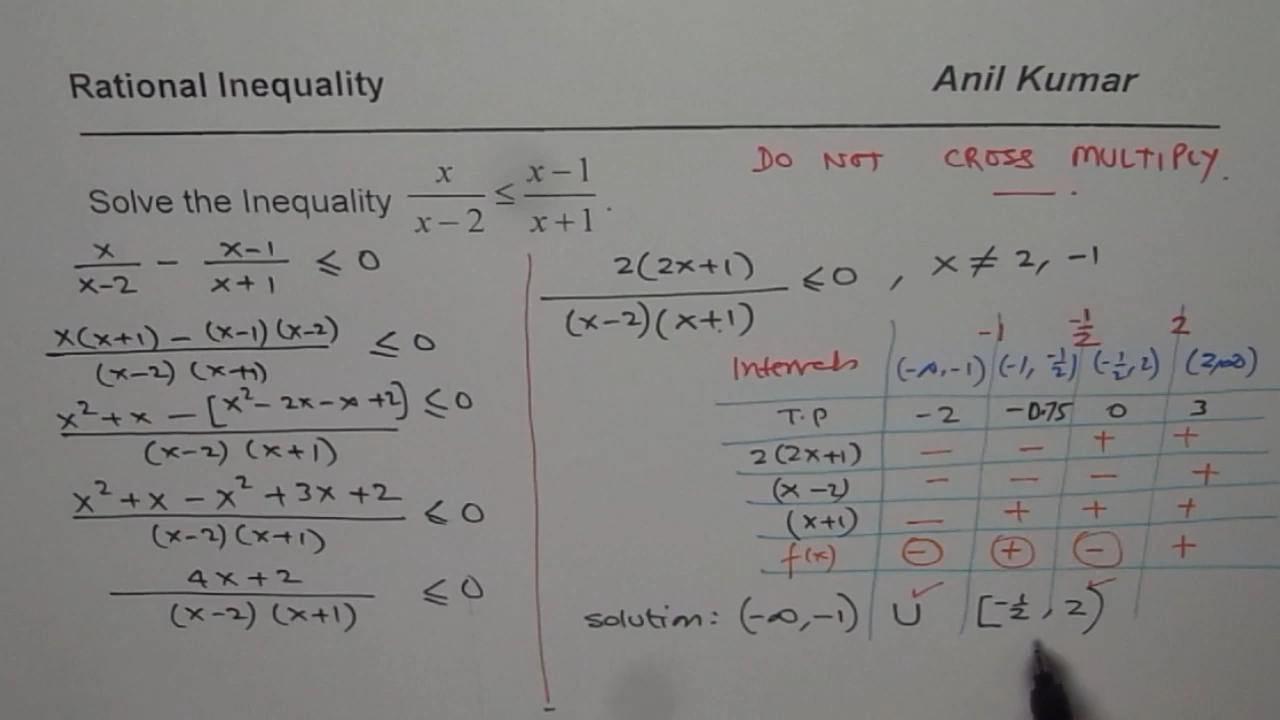 Rational Inequality Anil Kumar
DO NOT CROSS MULTIPLY.
Solve the Inequality x/(x-2) ≤ (x-1)/(x+1).
x/(x-2) - (x-1)/(x+1) ≤ 0
(x(x+1) - (x-1)(x-2))/((x-2)(x+1)) ≤ 0
(x² + x - [x² - 2x - x + 2])/((x-2)(x+1)) ≤ 0
(x² + x - x² + 3x + 2)/((x-2)(x+1)) ≤ 0
(4x + 2)/((x-2)(x+1)) ≤ 0
2(2x+1)/((x-2)(x+1)) ≤ 0, x ≠ 2, -1
-1 -1/2 2
Intervals (-∞, -1) (-1, -1/2) (-1/2, 2) (2, ∞)
T.P -2 -0.75 0 3
2(2x+1) - - + +
(x-2) - - - +
(x+1) - + + +
f(x) - + - +
solution: (-∞, -1) ∪ [-1/2, 2)